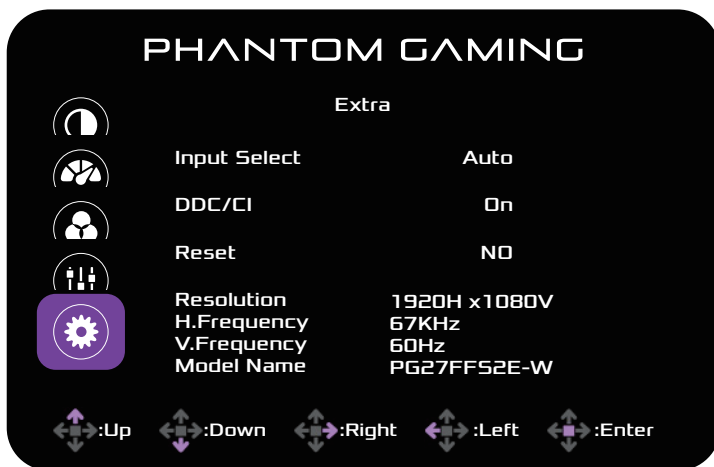 PHANTOM GAMING
Extra
Input Select Auto
DDC/CI On
Reset NO
Resolution 1920H x1080V
H.Frequency 67KHz
V.Frequency 60Hz
Model Name PG27FFS2E-W
:Up :Down :Right :Left :Enter